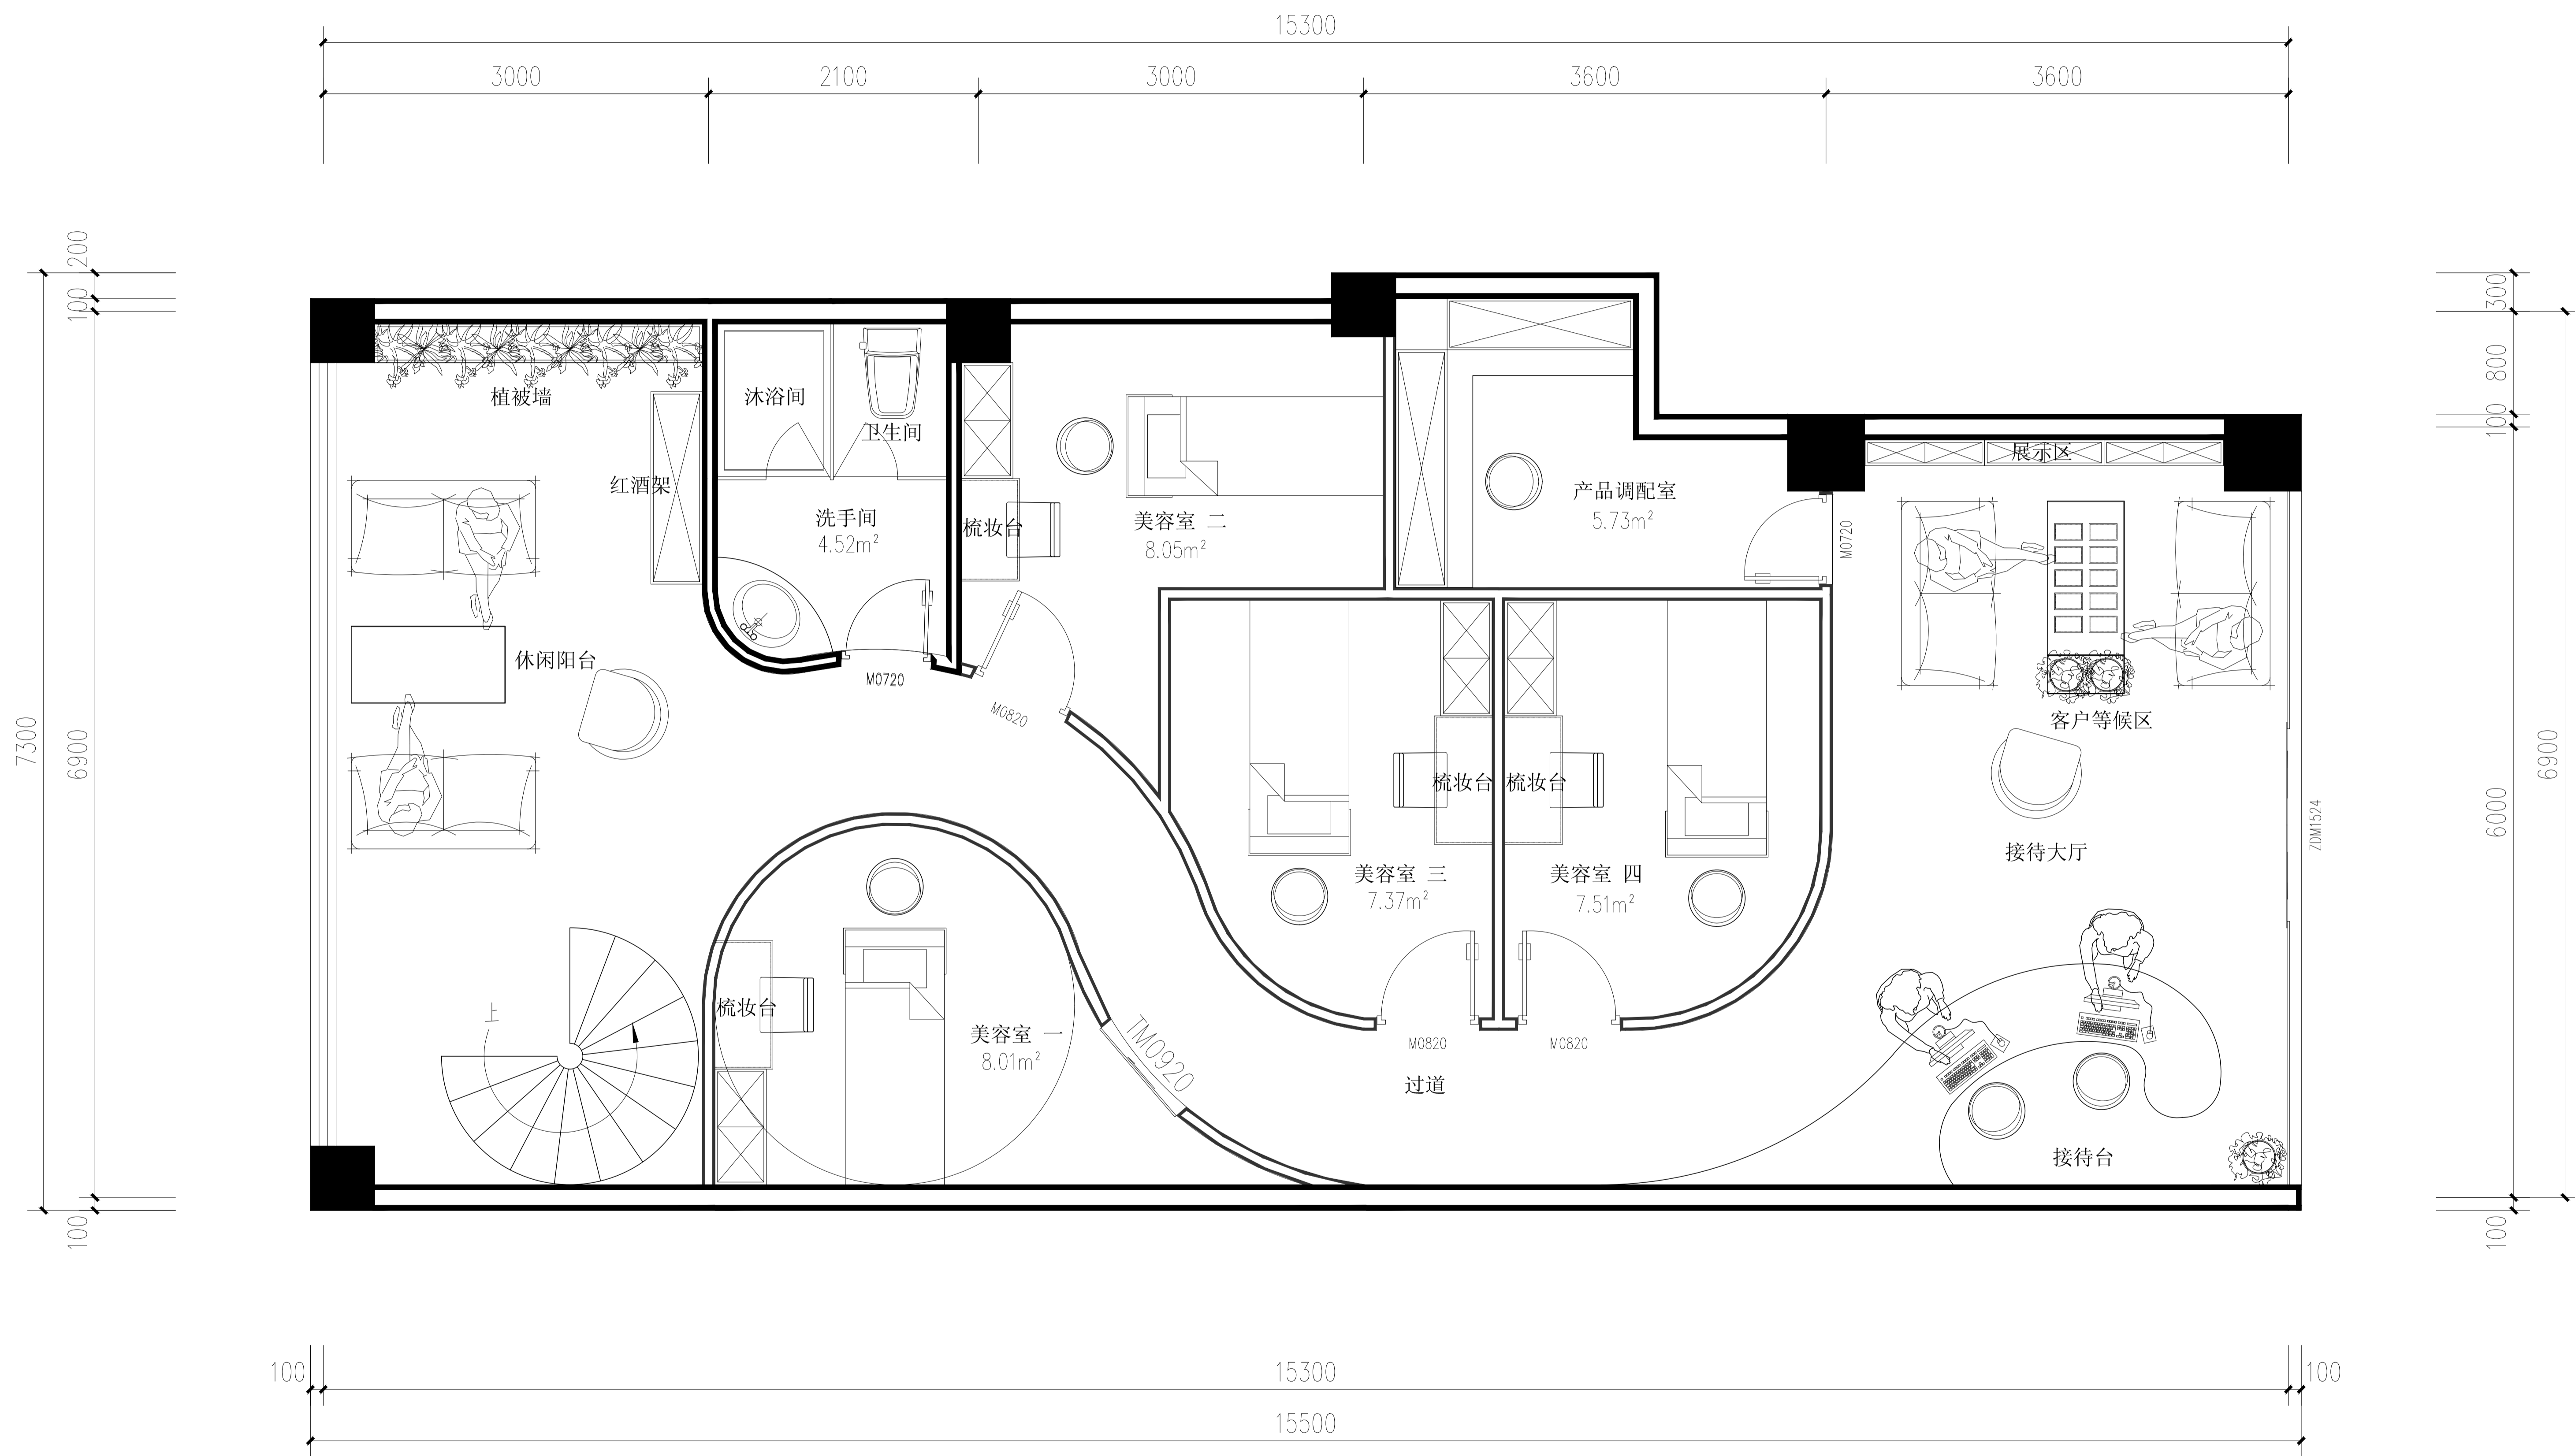 15300
3000
2100
3000
3600
3600
200
100
7300
6900
100
300
800
100
6000
6900
100
植被墙
沐浴间
卫生间
红酒架
洗手间
4.52m²
梳妆台
美容室 二
8.05m²
产品调配室
5.73m²
M0720
展示区
休闲阳台
M0720
M0820
客户等候区
梳妆台
梳妆台
ZDM1524
接待大厅
美容室 三
7.37m²
美容室 四
7.51m²
上
梳妆台
美容室 一
8.01m²
TM0920
M0820
M0820
过道
接待台
100
15300
100
15500